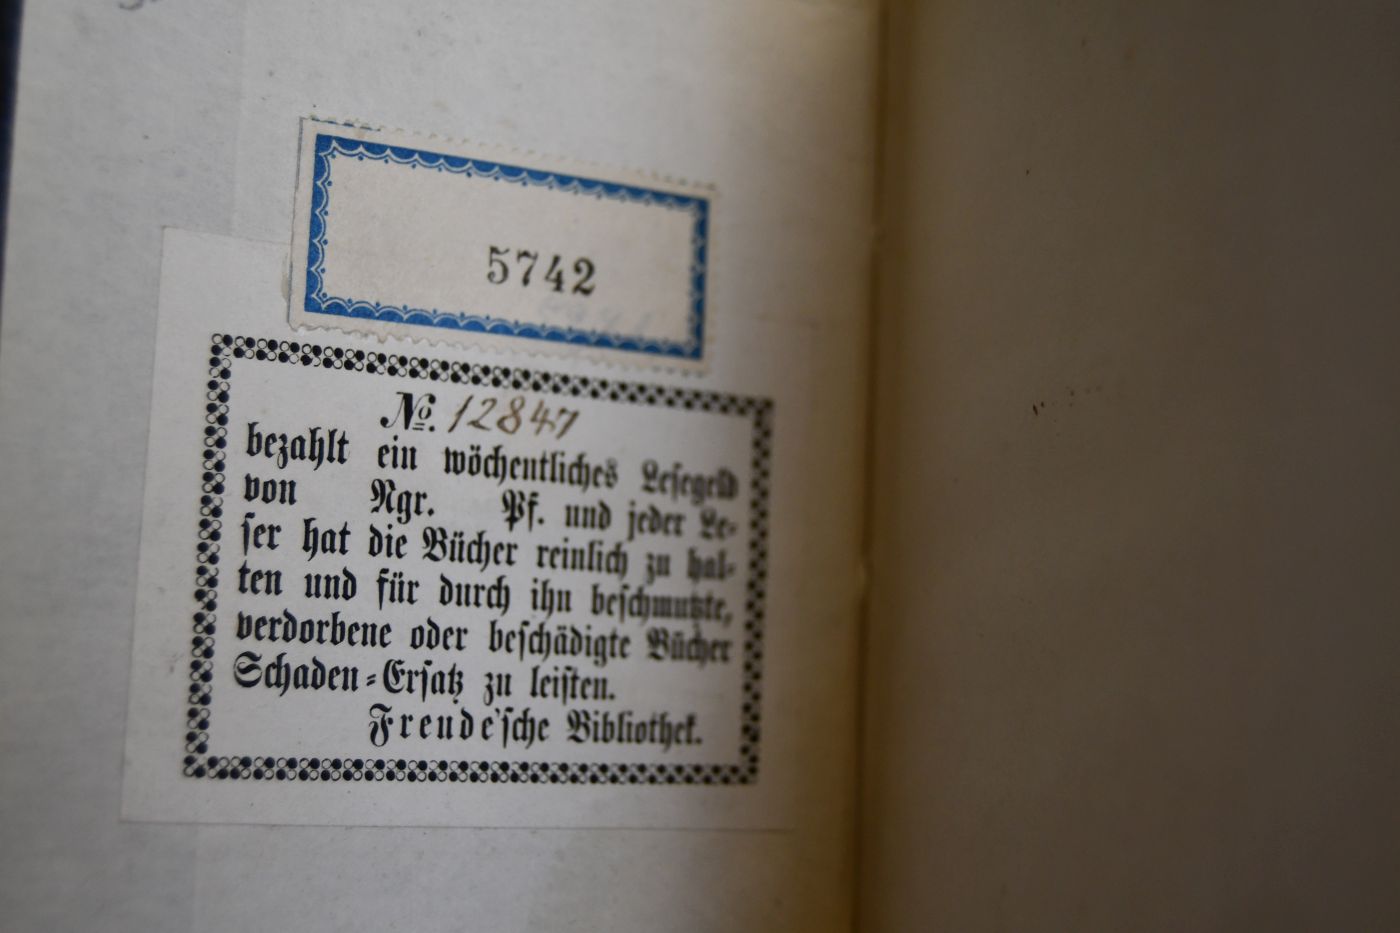 5742
№. 12847
bezahlt ein wöchentliches Lesegeld
von Ngr. Pf. und jeder Le-
ser hat die Bücher reinlich zu hal-
ten und für durch ihn beschmutzte,
verdorbene oder beschädigte Bücher
Schaden-Ersatz zu leisten.
Freude'sche Bibliothek.